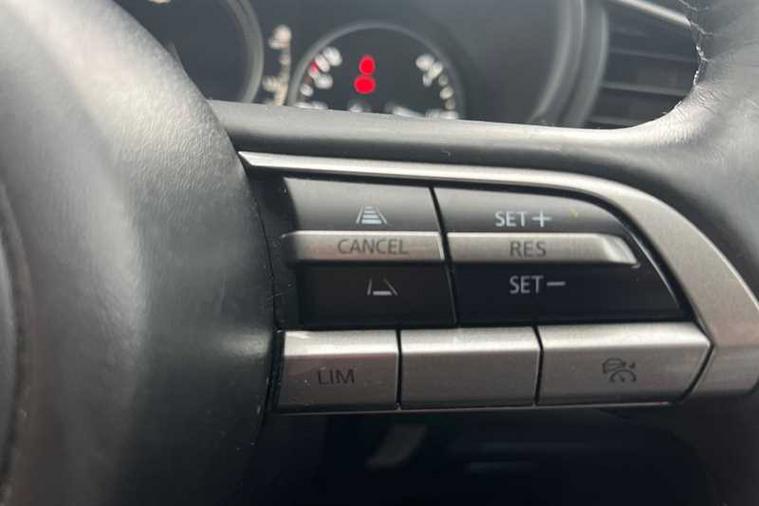 SET+
CANCEL
RES
SET-
LIM